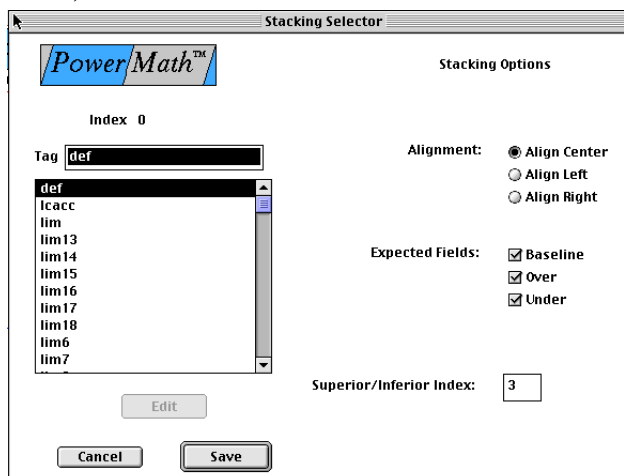 Stacking Selector
Power Math™
Stacking Options
Index 0
Tag def
def
lcacc
lim
lim13
lim14
lim15
lim16
lim17
lim18
lim6
lim7
Edit
Cancel
Save
Alignment:
Align Center
Align Left
Align Right
Expected Fields:
Baseline
Over
Under
Superior/Inferior Index: 3